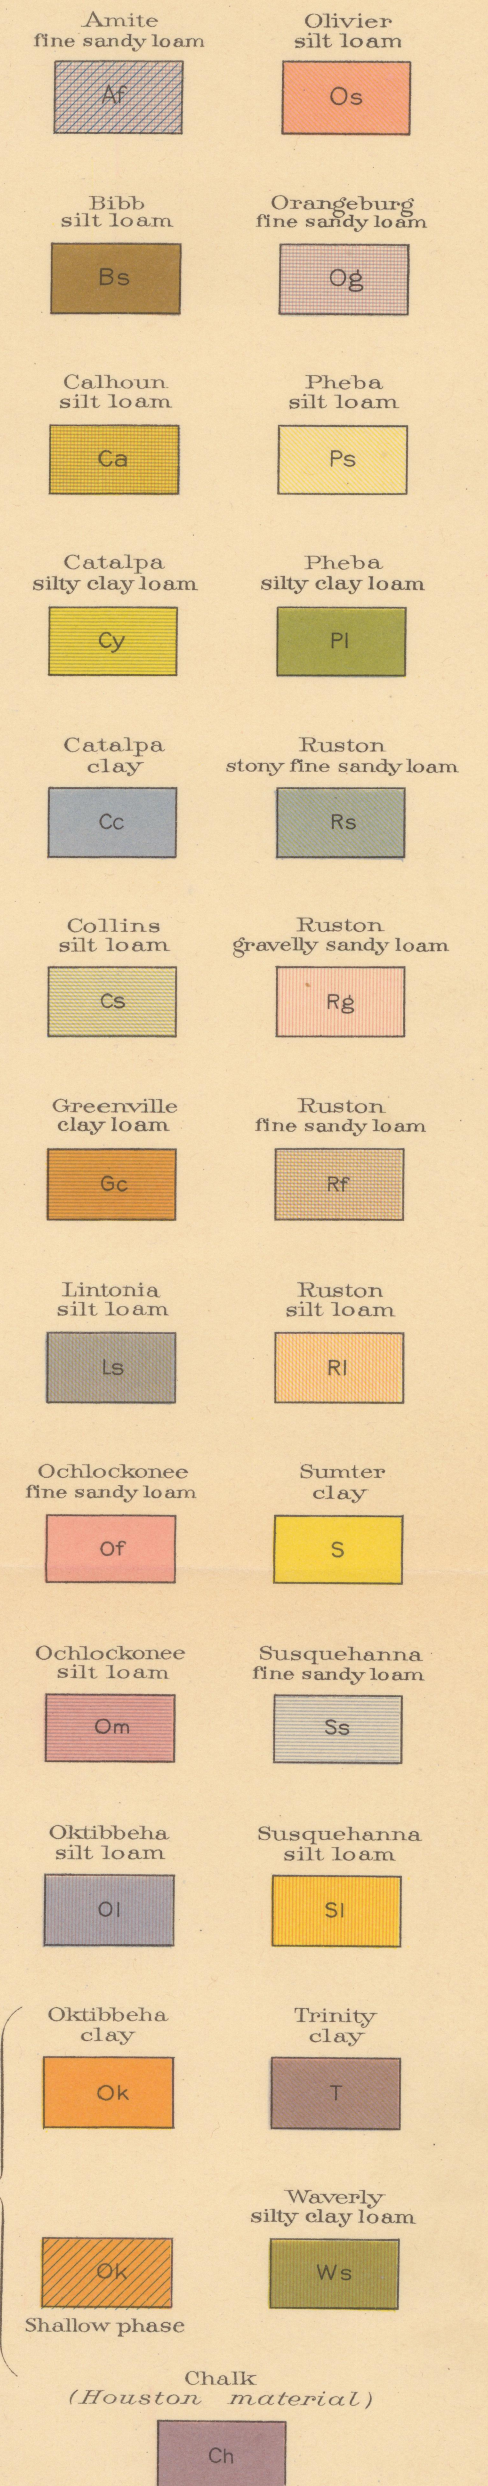 Amite
fine sandy loam
Af
Bibb
silt loam
Bs
Calhoun
silt loam
Ca
Catalpa
silty clay loam
Cy
Catalpa
clay
Cc
Collins
silt loam
Cs
Greenville
clay loam
Gc
Lintonia
silt loam
Ls
Ochlockonee
fine sandy loam
Of
Ochlockonee
silt loam
Om
Oktibbeha
silt loam
Ol
Oktibbeha
clay
Ok
Ok
Shallow phase
Olivier
silt loam
Os
Orangeburg
fine sandy loam
Og
Pheba
silt loam
Ps
Pheba
silty clay loam
Pl
Ruston
stony fine sandy loam
Rs
Ruston
gravelly sandy loam
Rg
Ruston
fine sandy loam
Rf
Ruston
silt loam
Rl
Sumter
clay
S
Susquehanna
fine sandy loam
Ss
Susquehanna
silt loam
Sl
Trinity
clay
T
Waverly
silty clay loam
Ws
Chalk
(Houston material)
Ch